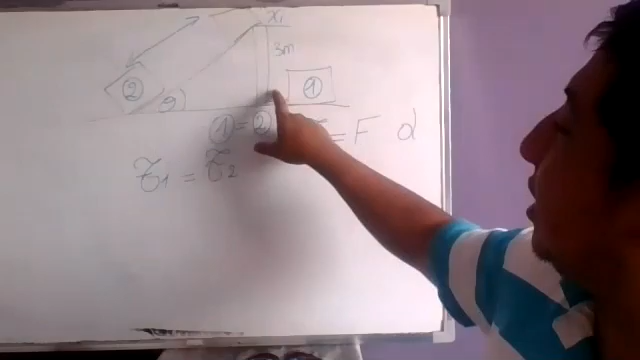 x₁
3m
②
θ
①
① = ②
= F d
τ₁ = τ₂